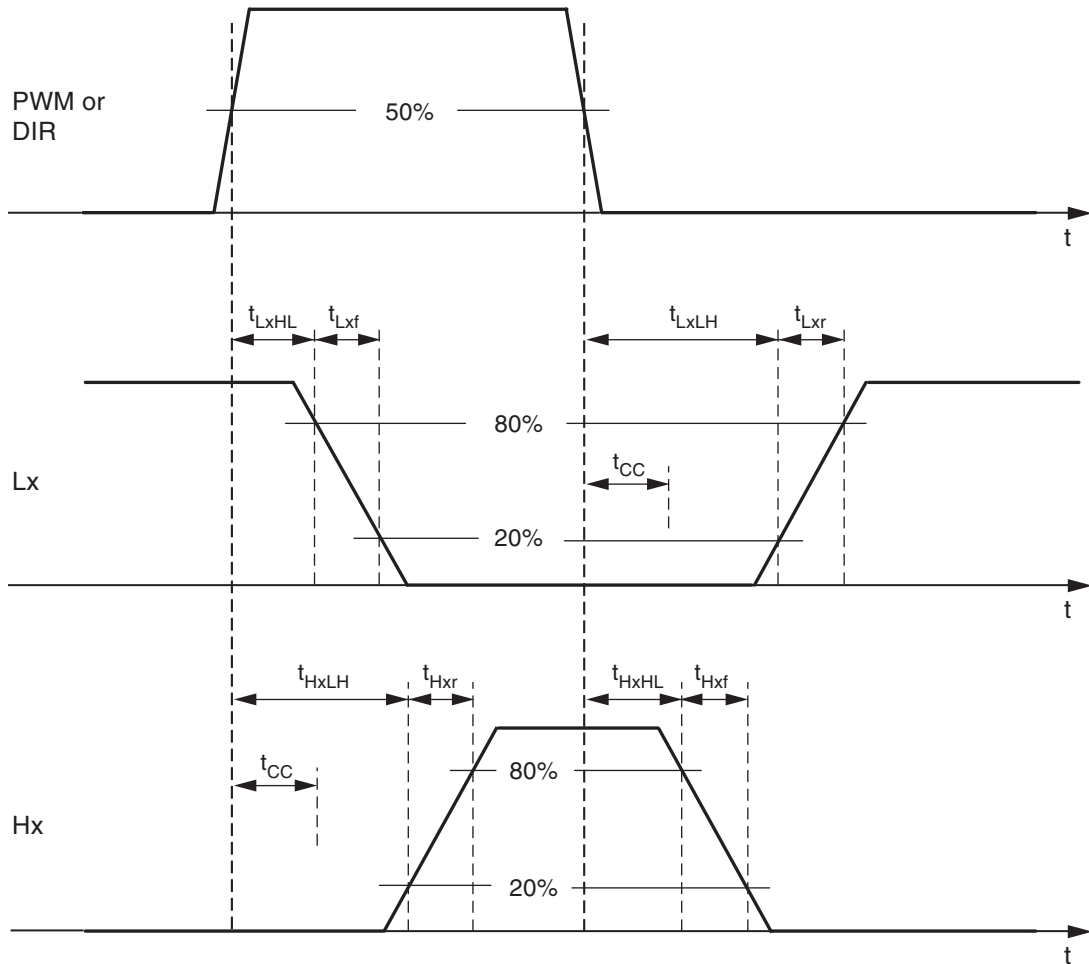 PWM or
DIR
50%
t
tLxHL
tLxf
tLxLH
tLxr
80%
tCC
Lx
20%
t
tHxLH
tHxr
tHxHL
tHxf
tCC
80%
Hx
20%
t